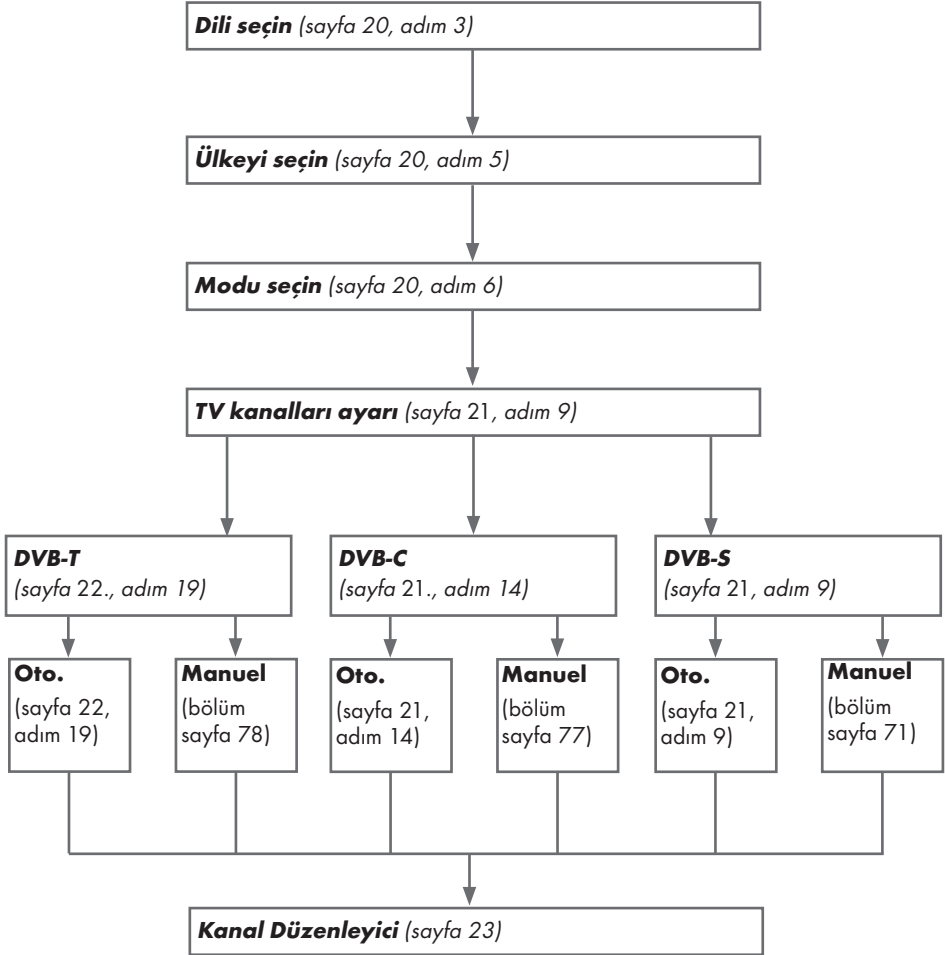 Dili seçin (sayfa 20, adım 3)
Ülkeyi seçin (sayfa 20, adım 5)
Modu seçin (sayfa 20, adım 6)
TV kanalları ayarı (sayfa 21, adım 9)
DVB-T
(sayfa 22., adım 19)
DVB-C
(sayfa 21., adım 14)
DVB-S
(sayfa 21, adım 9)
Oto.
(sayfa 22,
adım 19)
Manuel
(bölüm
sayfa 78)
Oto.
(sayfa 21,
adım 14)
Manuel
(bölüm
sayfa 77)
Oto.
(sayfa 21,
adım 9)
Manuel
(bölüm
sayfa 71)
Kanal Düzenleyici (sayfa 23)